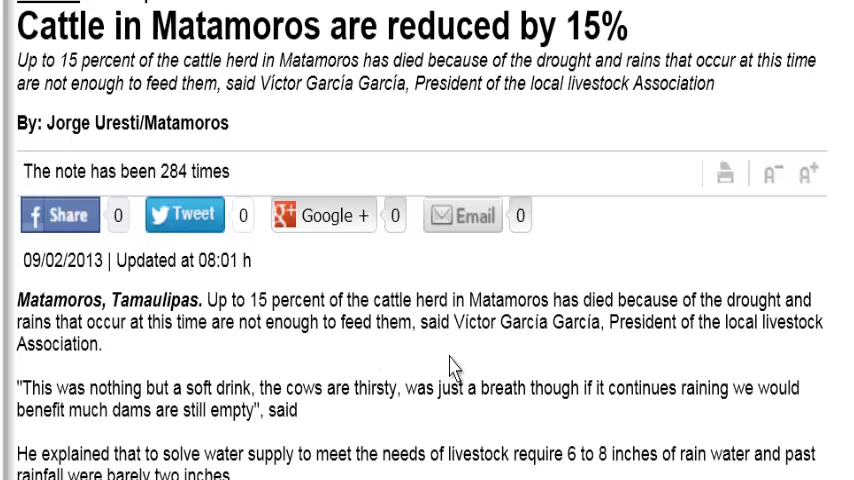 Cattle in Matamoros are reduced by 15%
Up to 15 percent of the cattle herd in Matamoros has died because of the drought and rains that occur at this time
are not enough to feed them, said Víctor García García, President of the local livestock Association
By: Jorge Uresti/Matamoros
The note has been 284 times
A- A+
f Share 0 Tweet 0 g+ Google + 0 Email 0
09/02/2013 | Updated at 08:01 h
Matamoros, Tamaulipas. Up to 15 percent of the cattle herd in Matamoros has died because of the drought and
rains that occur at this time are not enough to feed them, said Víctor García García, President of the local livestock
Association.
"This was nothing but a soft drink, the cows are thirsty, was just a breath though if it continues raining we would
benefit much dams are still empty", said
He explained that to solve water supply to meet the needs of livestock require 6 to 8 inches of rain water and past
rainfall were barely two inches